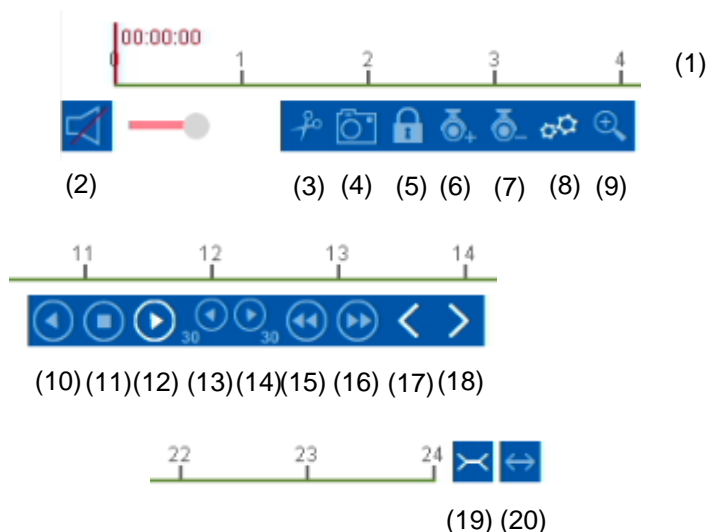 00:00:00
0 1 2 3 4 (1)
(2) (3) (4) (5) (6) (7) (8) (9)
11 12 13 14
30 30
(10) (11) (12) (13) (14) (15) (16) (17) (18)
22 23 24
(19) (20)